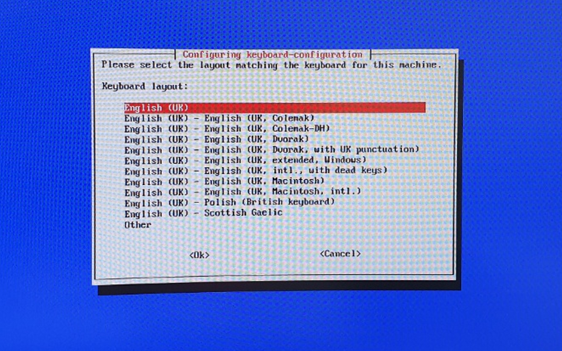 Configuring keyboard-configuration
Please select the layout matching the keyboard for this machine.
Keyboard layout:
English (UK)
English (UK) - English (UK, Colemak)
English (UK) - English (UK, Colemak-DH)
English (UK) - English (UK, Dvorak)
English (UK) - English (UK, Dvorak, with UK punctuation)
English (UK) - English (UK, extended, Windows)
English (UK) - English (UK, intl., with dead keys)
English (UK) - English (UK, Macintosh)
English (UK) - English (UK, Macintosh, intl.)
English (UK) - Polish (British keyboard)
English (UK) - Scottish Gaelic
Other
<Ok> <Cancel>